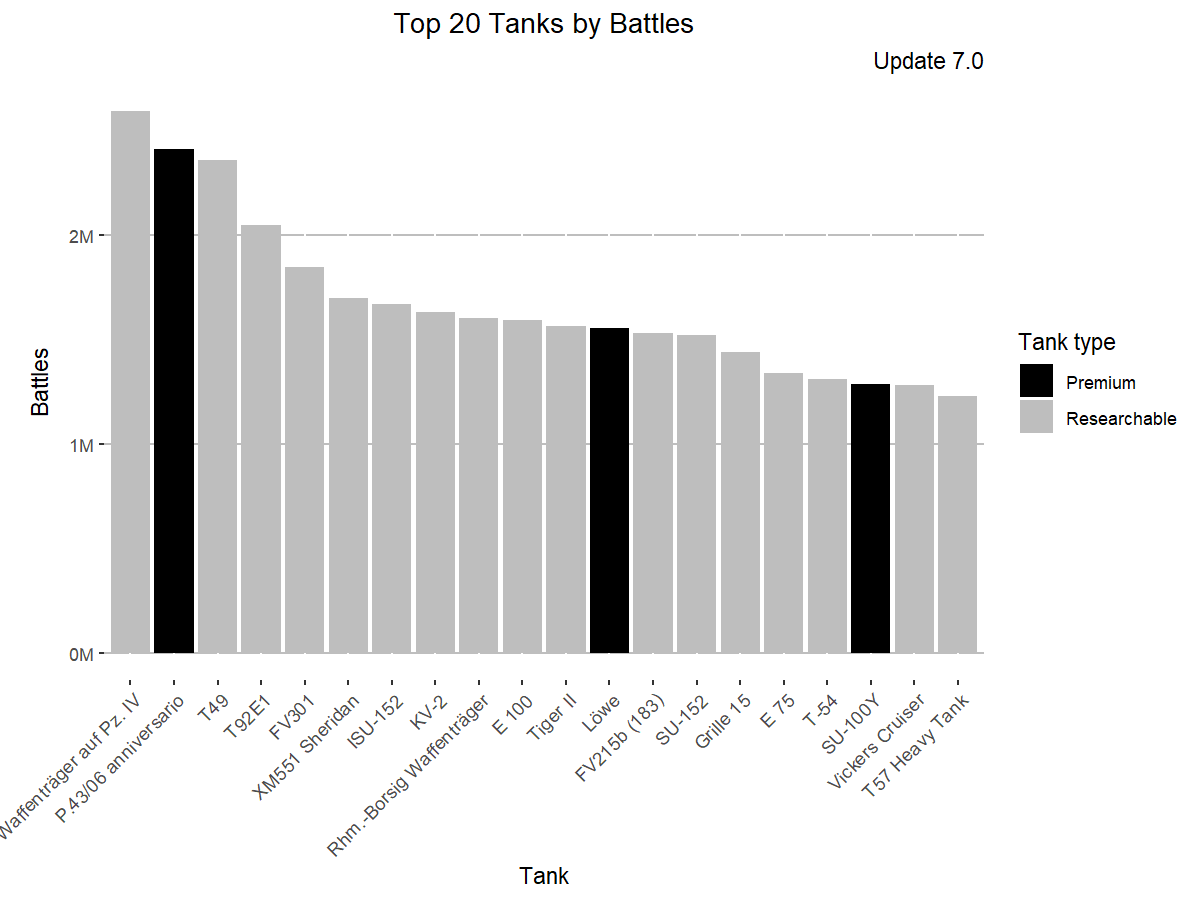 Top 20 Tanks by Battles
Update 7.0
Battles
2M
1M
0M
Waffenträger auf Pz. IV
P.43/06 anniversario
T49
T92E1
FV301
XM551 Sheridan
ISU-152
KV-2
Rhm.-Borsig Waffenträger
E 100
Tiger II
Löwe
FV215b (183)
SU-152
Grille 15
E 75
T-54
SU-100Y
Vickers Cruiser
T57 Heavy Tank
Tank
Tank type
Premium
Researchable